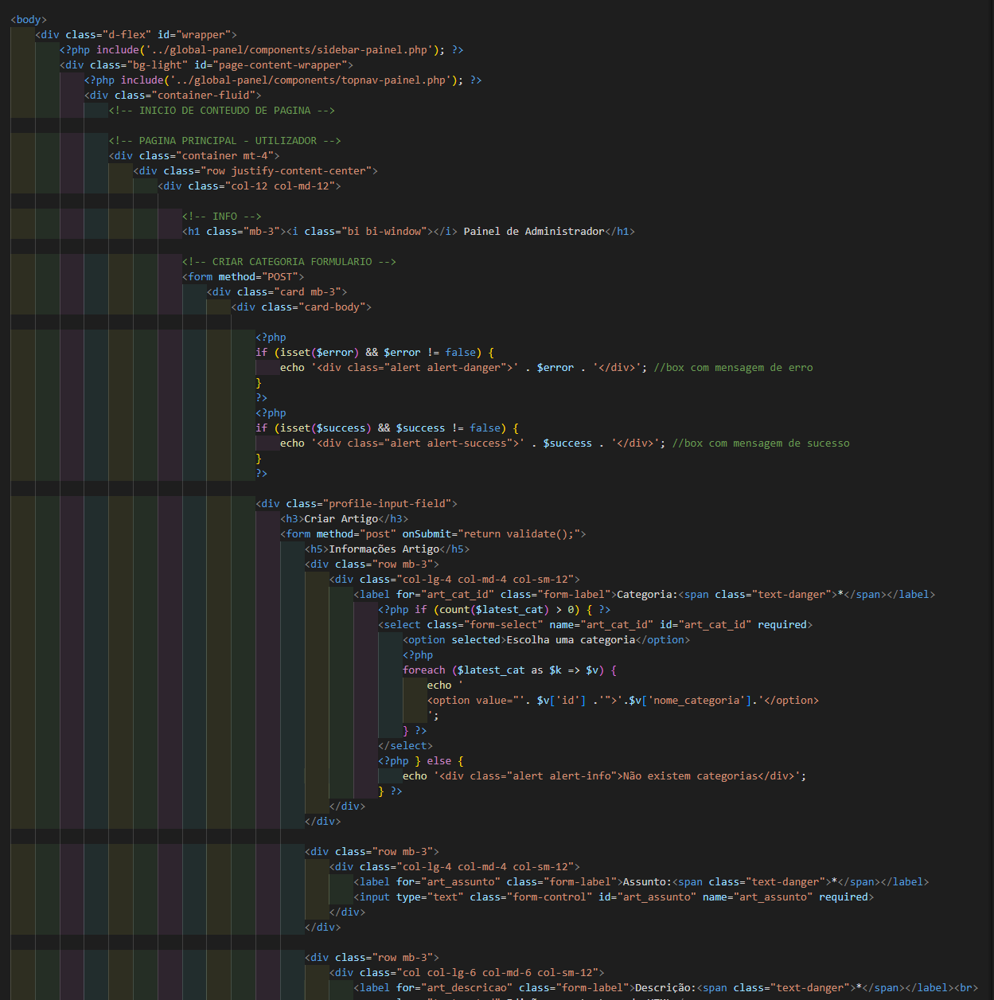 <body>
<div class="d-flex" id="wrapper">
<?php include('../global-panel/components/sidebar-painel.php'); ?>
<div class="bg-light" id="page-content-wrapper">
<?php include('../global-panel/components/topnav-painel.php'); ?>
<div class="container-fluid">
<!-- INICIO DE CONTEUDO DE PAGINA -->
<!-- PAGINA PRINCIPAL - UTILIZADOR -->
<div class="container mt-4">
<div class="row justify-content-center">
<div class="col-12 col-md-12">
<!-- INFO -->
<h1 class="mb-3"><i class="bi bi-window"></i> Painel de Administrador</h1>
<!-- CRIAR CATEGORIA FORMULARIO -->
<form method="POST">
<div class="card mb-3">
<div class="card-body">
<?php
if (isset($error) && $error != false) {
echo '<div class="alert alert-danger">' . $error . '</div>'; //box com mensagem de erro
}
?>
<?php
if (isset($success) && $success != false) {
echo '<div class="alert alert-success">' . $success . '</div>'; //box com mensagem de sucesso
}
?>
<div class="profile-input-field">
<h3>Criar Artigo</h3>
<form method="post" onSubmit="return validate();">
<h5>Informações Artigo</h5>
<div class="row mb-3">
<div class="col-lg-4 col-md-4 col-sm-12">
<label for="art_cat_id" class="form-label">Categoria:<span class="text-danger">*</span></label>
<?php if (count($latest_cat) > 0) { ?>
<select class="form-select" name="art_cat_id" id="art_cat_id" required>
<option selected>Escolha uma categoria</option>
<?php
foreach ($latest_cat as $k => $v) {
echo '
<option value="'. $v['id'] .'">'.$v['nome_categoria'].'</option>
';
} ?>
</select>
<?php } else {
echo '<div class="alert alert-info">Não existem categorias</div>';
} ?>
</div>
</div>
<div class="row mb-3">
<div class="col-lg-4 col-md-4 col-sm-12">
<label for="art_assunto" class="form-label">Assunto:<span class="text-danger">*</span></label>
<input type="text" class="form-control" id="art_assunto" name="art_assunto" required>
</div>
</div>
<div class="row mb-3">
<div class="col col-lg-6 col-md-6 col-sm-12">
<label for="art_descricao" class="form-label">Descrição:<span class="text-danger">*</span></label><br>